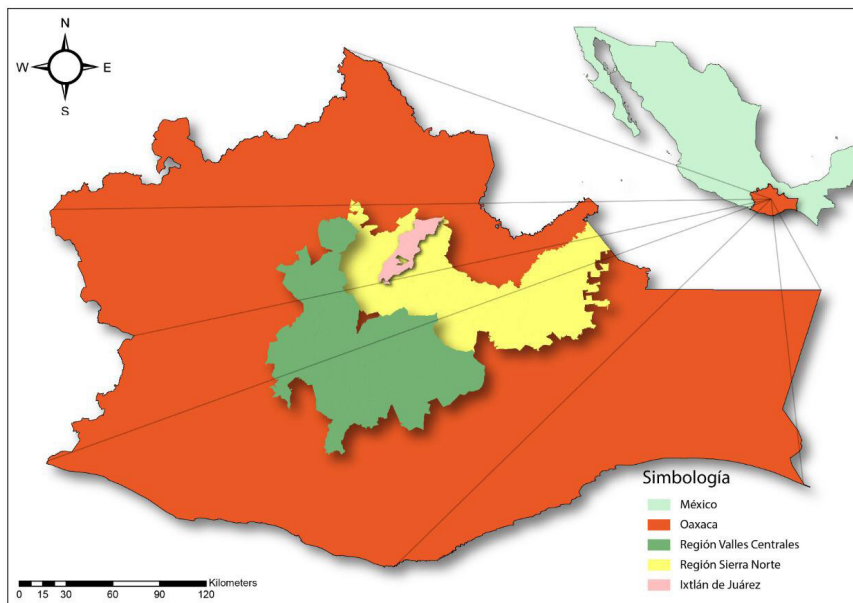 N
W E
S
Simbología
México
Oaxaca
Región Valles Centrales
Región Sierra Norte
Ixtlán de Juárez
Kilometers
0 15 30 60 90 120